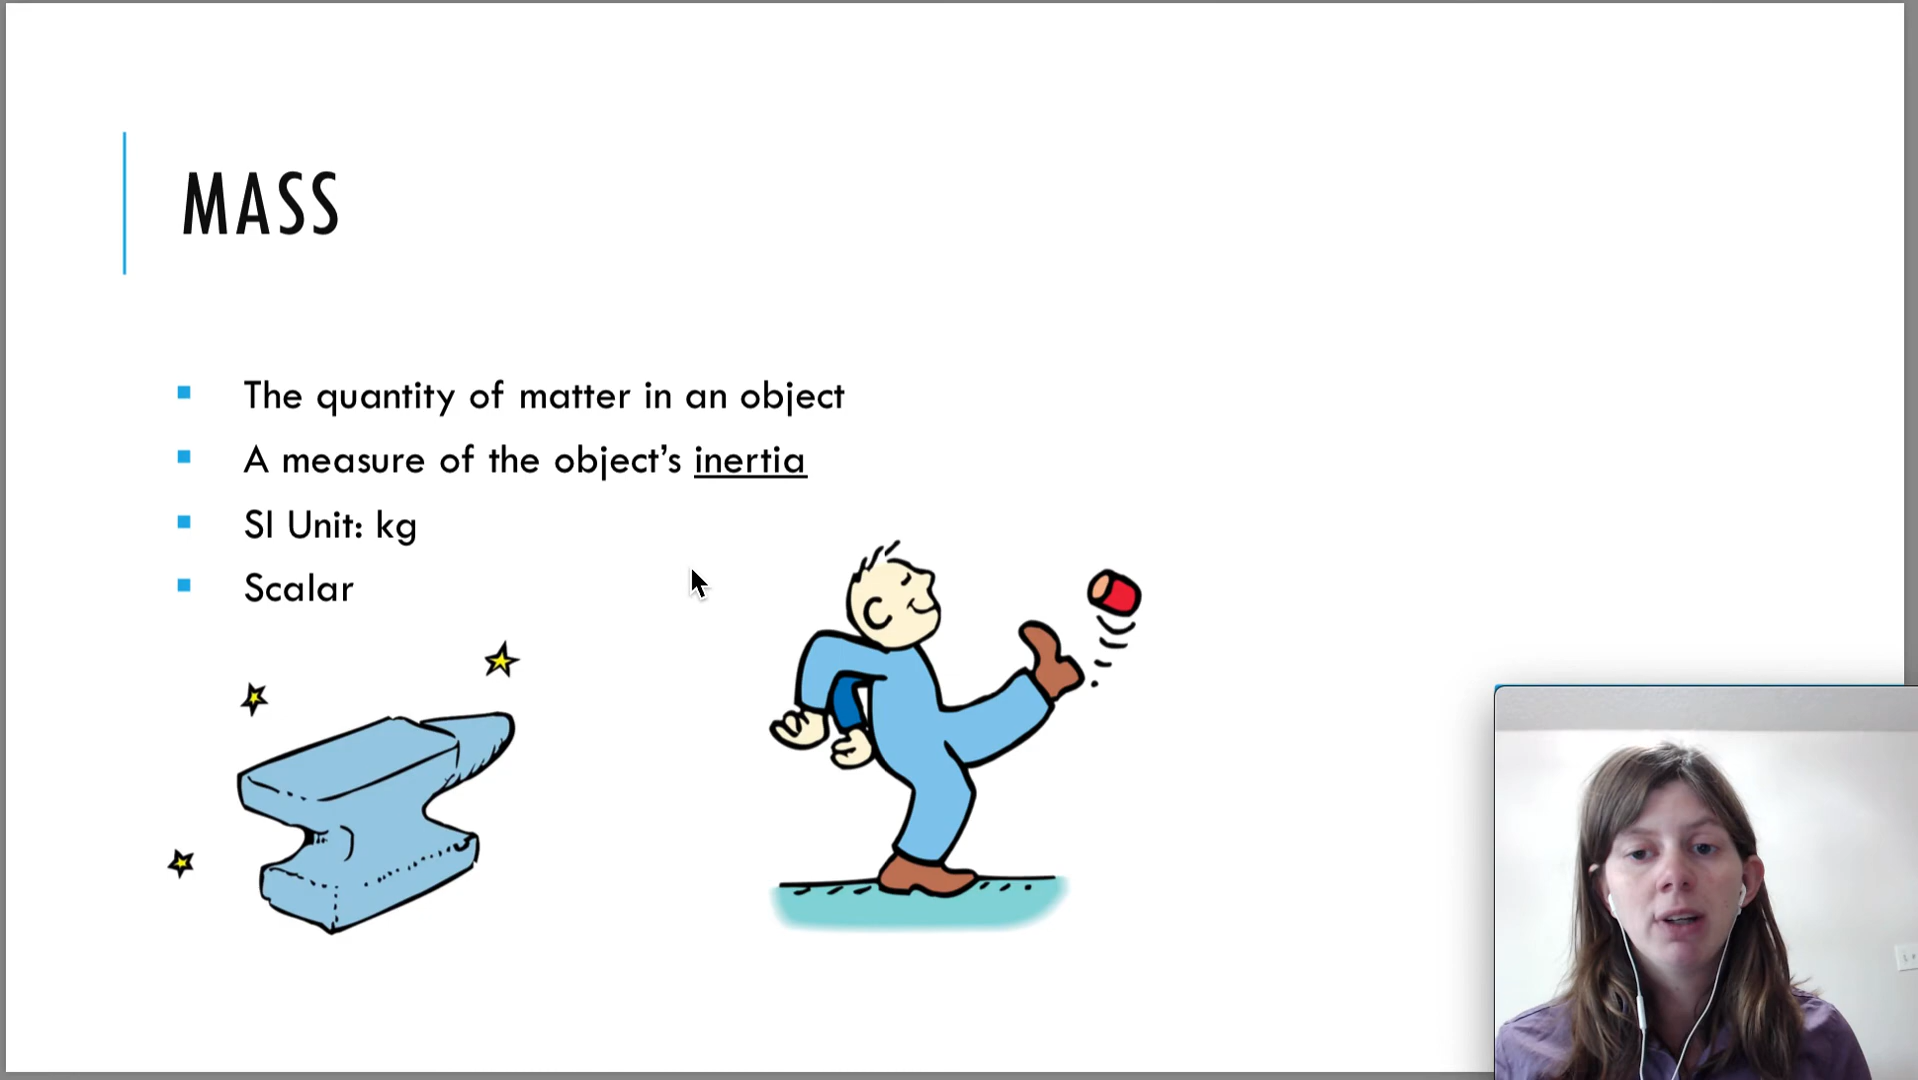 MASS
The quantity of matter in an object
A measure of the object’s inertia
SI Unit: kg
Scalar